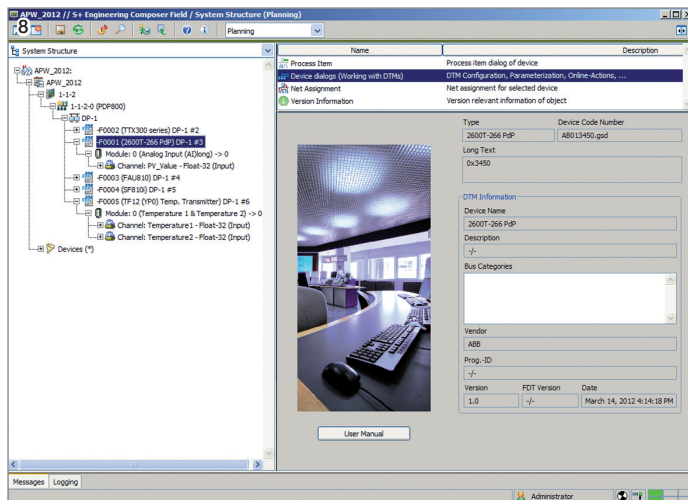 APW_2012 // S+ Engineering Composer Field / System Structure (Planning)
8
Planning
System Structure
APW_2012:
APW_2012
1-1-2
1-1-2-0 (PDP800)
DP-1
-F0001 (TTX300 series) DP-1 #2
-F0001 (2600T-266 PdP) DP-1 #3
Module: 0 (Analog Input (AI)long) -> 0
Channel: PV_Value - Float-32 (Input)
-F0003 (FAU810) DP-1 #4
-F0004 (SF810i) DP-1 #5
-F0005 (TF12 (YP0) Temp. Transmitter) DP-1 #6
Module: 0 (Temperature 1 & Temperature 2) -> 0
Channel: Temperature1 - Float-32 (Input)
Channel: Temperature2 - Float-32 (Input)
Devices (*)
Name Description
Process Item Process item dialog of device
Device dialogs (Working with DTMs) DTM Configuration, Parameterization, Online-Actions, ...
Net Assignment Net assignment for selected device
Version Information Version relevant information of object
Type Device Code Number
2600T-266 PdP AB013450.gsd
Long Text
0x3450
DTM Information
Device Name
2600T-266 PdP
Description
-/-
Bus Categories
Vendor
ABB
Prog.-ID
-/-
Version FDT Version Date
1.0 -/- March 14, 2012 4:14:18 PM
User Manual
Messages Logging
Administrator